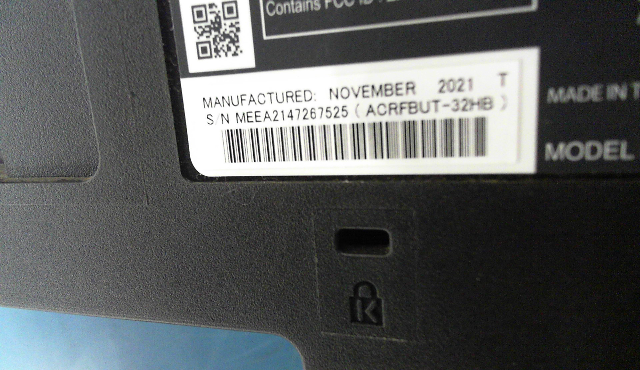 Contains FCC ID
MANUFACTURED: NOVEMBER 2021 T
S/N MEEA2147267525 ( ACRFBUT-32HB )
MADE IN T
MODEL
K